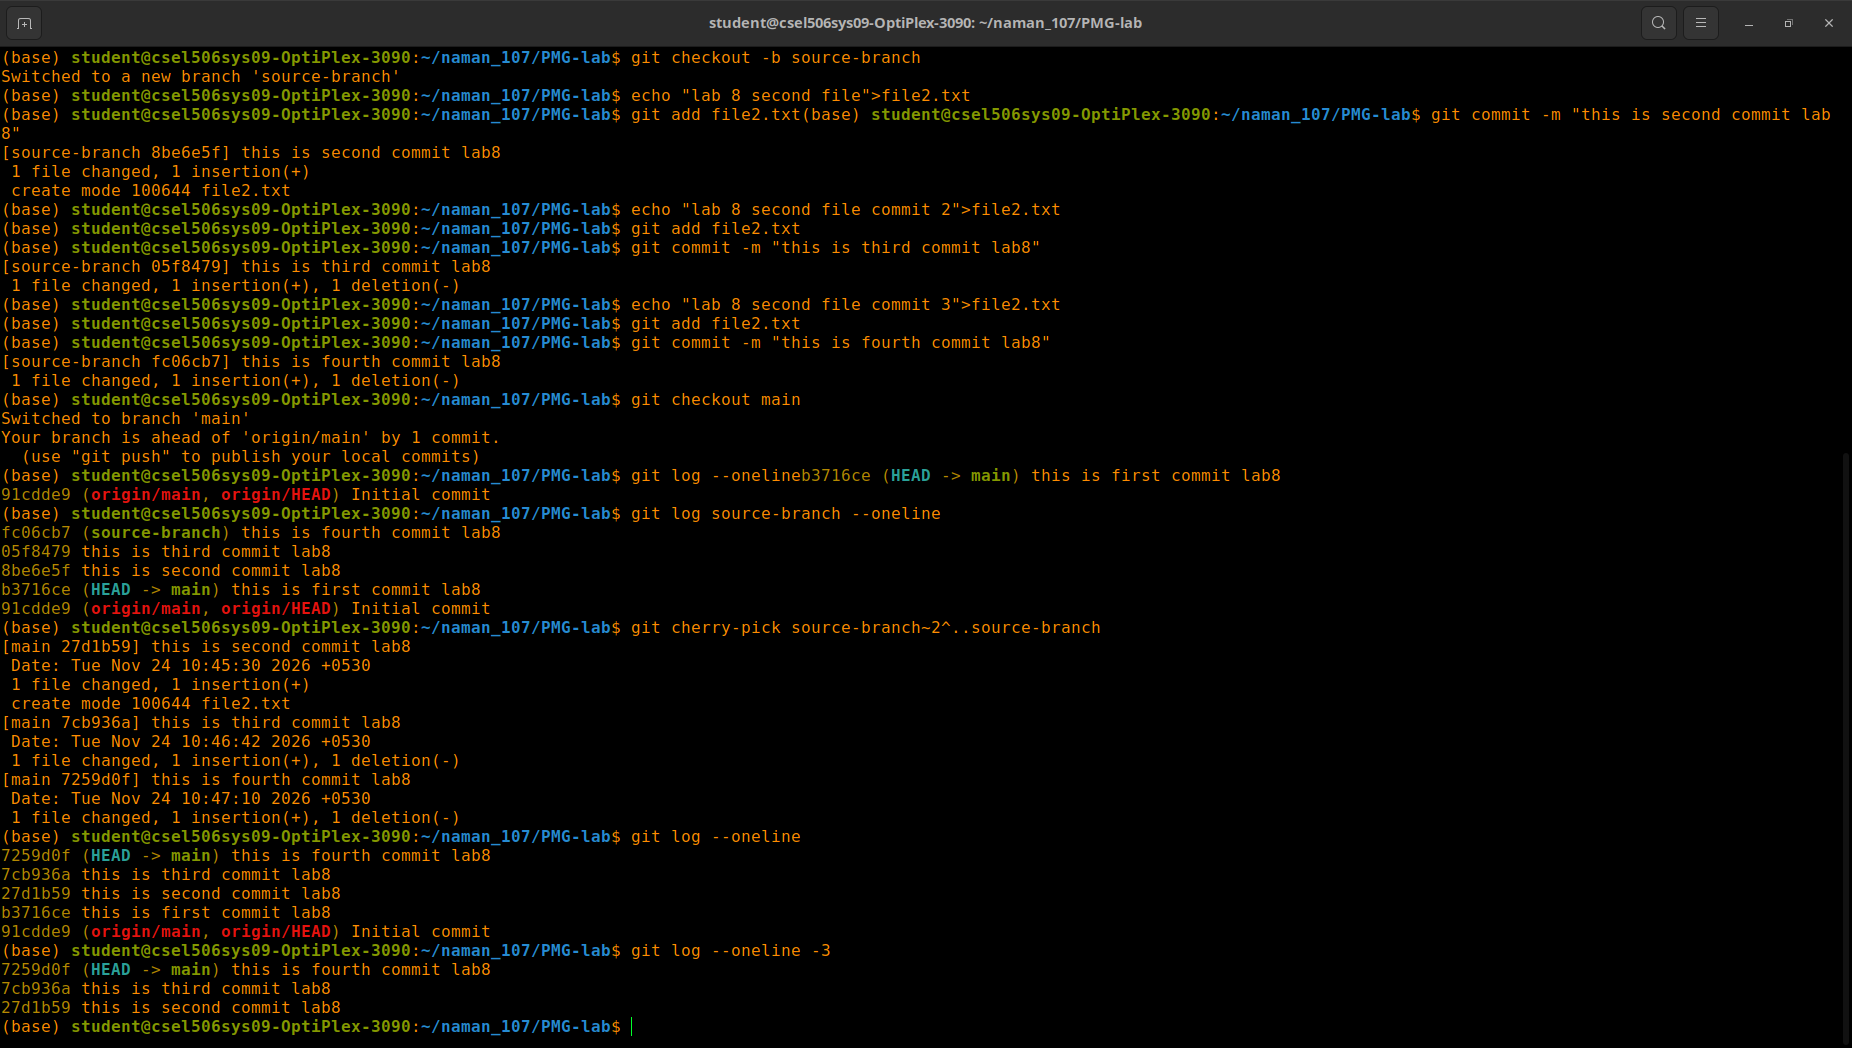 student@csel506sys09-OptiPlex-3090: ~/naman_107/PMG-lab
(base) student@csel506sys09-OptiPlex-3090:~/naman_107/PMG-lab$ git checkout -b source-branch
Switched to a new branch 'source-branch'
(base) student@csel506sys09-OptiPlex-3090:~/naman_107/PMG-lab$ echo "lab 8 second file">file2.txt
(base) student@csel506sys09-OptiPlex-3090:~/naman_107/PMG-lab$ git add file2.txt(base) student@csel506sys09-OptiPlex-3090:~/naman_107/PMG-lab$ git commit -m "this is second commit lab
8"
[source-branch 8be6e5f] this is second commit lab8
 1 file changed, 1 insertion(+)
 create mode 100644 file2.txt
(base) student@csel506sys09-OptiPlex-3090:~/naman_107/PMG-lab$ echo "lab 8 second file commit 2">file2.txt
(base) student@csel506sys09-OptiPlex-3090:~/naman_107/PMG-lab$ git add file2.txt
(base) student@csel506sys09-OptiPlex-3090:~/naman_107/PMG-lab$ git commit -m "this is third commit lab8"
[source-branch 05f8479] this is third commit lab8
 1 file changed, 1 insertion(+), 1 deletion(-)
(base) student@csel506sys09-OptiPlex-3090:~/naman_107/PMG-lab$ echo "lab 8 second file commit 3">file2.txt
(base) student@csel506sys09-OptiPlex-3090:~/naman_107/PMG-lab$ git add file2.txt
(base) student@csel506sys09-OptiPlex-3090:~/naman_107/PMG-lab$ git commit -m "this is fourth commit lab8"
[source-branch fc06cb7] this is fourth commit lab8
 1 file changed, 1 insertion(+), 1 deletion(-)
(base) student@csel506sys09-OptiPlex-3090:~/naman_107/PMG-lab$ git checkout main
Switched to branch 'main'
Your branch is ahead of 'origin/main' by 1 commit.
  (use "git push" to publish your local commits)
(base) student@csel506sys09-OptiPlex-3090:~/naman_107/PMG-lab$ git log --onelineb3716ce (HEAD -> main) this is first commit lab8
91cdde9 (origin/main, origin/HEAD) Initial commit
(base) student@csel506sys09-OptiPlex-3090:~/naman_107/PMG-lab$ git log source-branch --oneline
fc06cb7 (source-branch) this is fourth commit lab8
05f8479 this is third commit lab8
8be6e5f this is second commit lab8
b3716ce (HEAD -> main) this is first commit lab8
91cdde9 (origin/main, origin/HEAD) Initial commit
(base) student@csel506sys09-OptiPlex-3090:~/naman_107/PMG-lab$ git cherry-pick source-branch~2^..source-branch
[main 27d1b59] this is second commit lab8
 Date: Tue Nov 24 10:45:30 2026 +0530
 1 file changed, 1 insertion(+)
 create mode 100644 file2.txt
[main 7cb936a] this is third commit lab8
 Date: Tue Nov 24 10:46:42 2026 +0530
 1 file changed, 1 insertion(+), 1 deletion(-)
[main 7259d0f] this is fourth commit lab8
 Date: Tue Nov 24 10:47:10 2026 +0530
 1 file changed, 1 insertion(+), 1 deletion(-)
(base) student@csel506sys09-OptiPlex-3090:~/naman_107/PMG-lab$ git log --oneline
7259d0f (HEAD -> main) this is fourth commit lab8
7cb936a this is third commit lab8
27d1b59 this is second commit lab8
b3716ce this is first commit lab8
91cdde9 (origin/main, origin/HEAD) Initial commit
(base) student@csel506sys09-OptiPlex-3090:~/naman_107/PMG-lab$ git log --oneline -3
7259d0f (HEAD -> main) this is fourth commit lab8
7cb936a this is third commit lab8
27d1b59 this is second commit lab8
(base) student@csel506sys09-OptiPlex-3090:~/naman_107/PMG-lab$